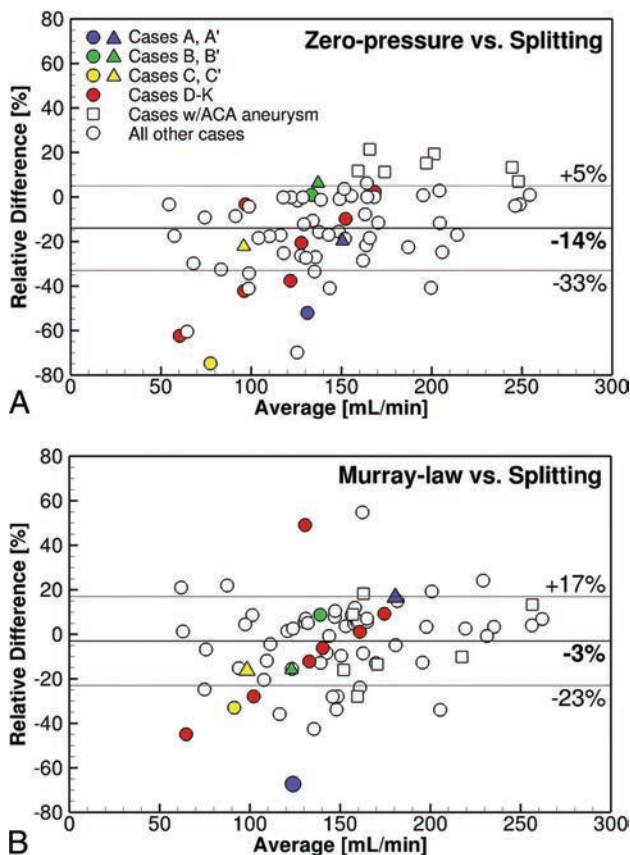 80
60
40
20
0
-20
-40
-60
-80
Relative Difference [%]
Cases A, A'
Cases B, B'
Cases C, C'
Cases D-K
Cases w/ACA aneurysm
All other cases
Zero-pressure vs. Splitting
+5%
-14%
-33%
0 50 100 150 200 250 300
A
Average [mL/min]
80
60
40
20
0
-20
-40
-60
-80
Relative Difference [%]
Murray-law vs. Splitting
+17%
-3%
-23%
0 50 100 150 200 250 300
B
Average [mL/min]